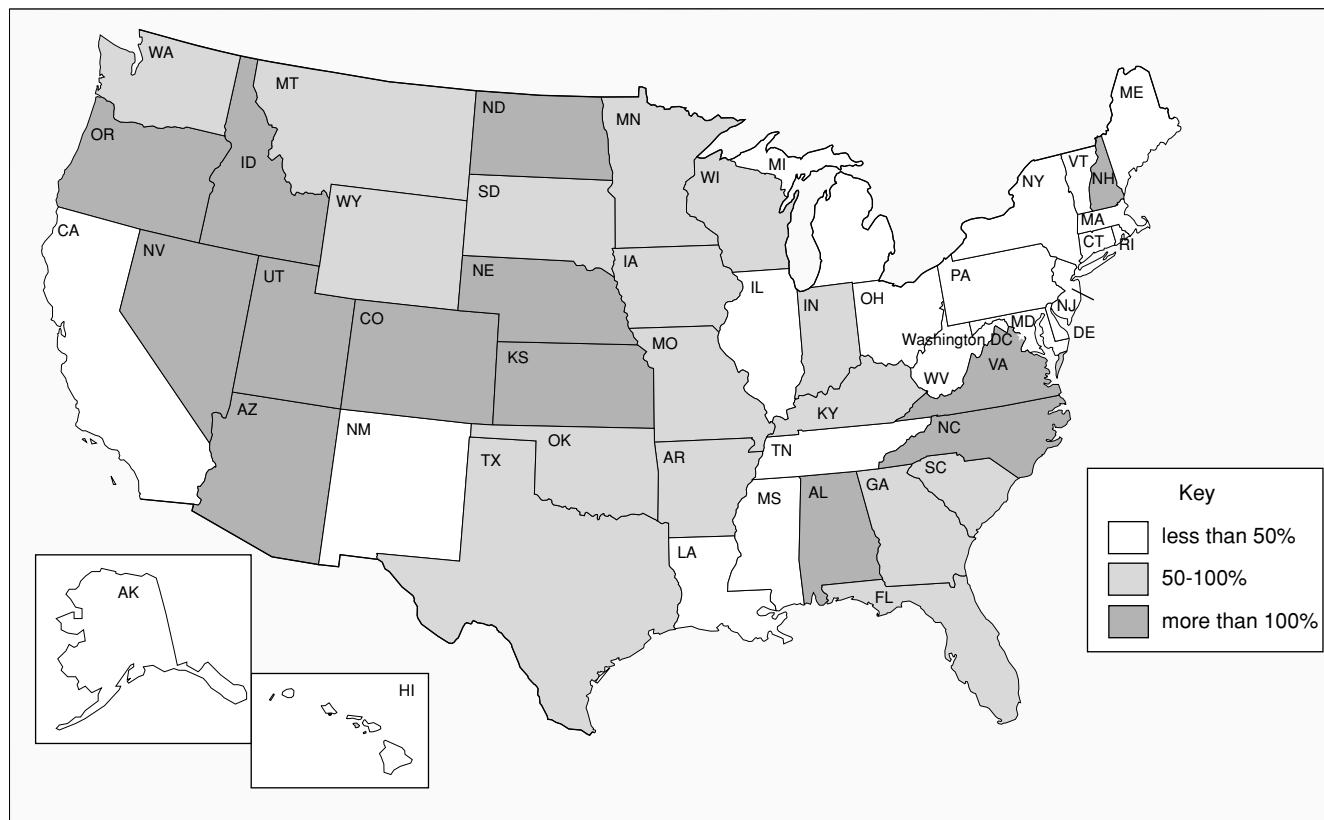 WA
MT
ME
ND
MN
OR
ID
MI
VT
WI
NY
NH
SD
WY
MA
CA
CT
RI
NV
IA
UT
NE
PA
IL
OH
IN
NJ
CO
MD
DE
MO
Washington DC
KS
VA
WV
AZ
KY
NM
NC
OK
TN
TX
AR
SC
GA
MS
AL
Key
less than 50%
LA
50-100%
AK
FL
more than 100%
HI